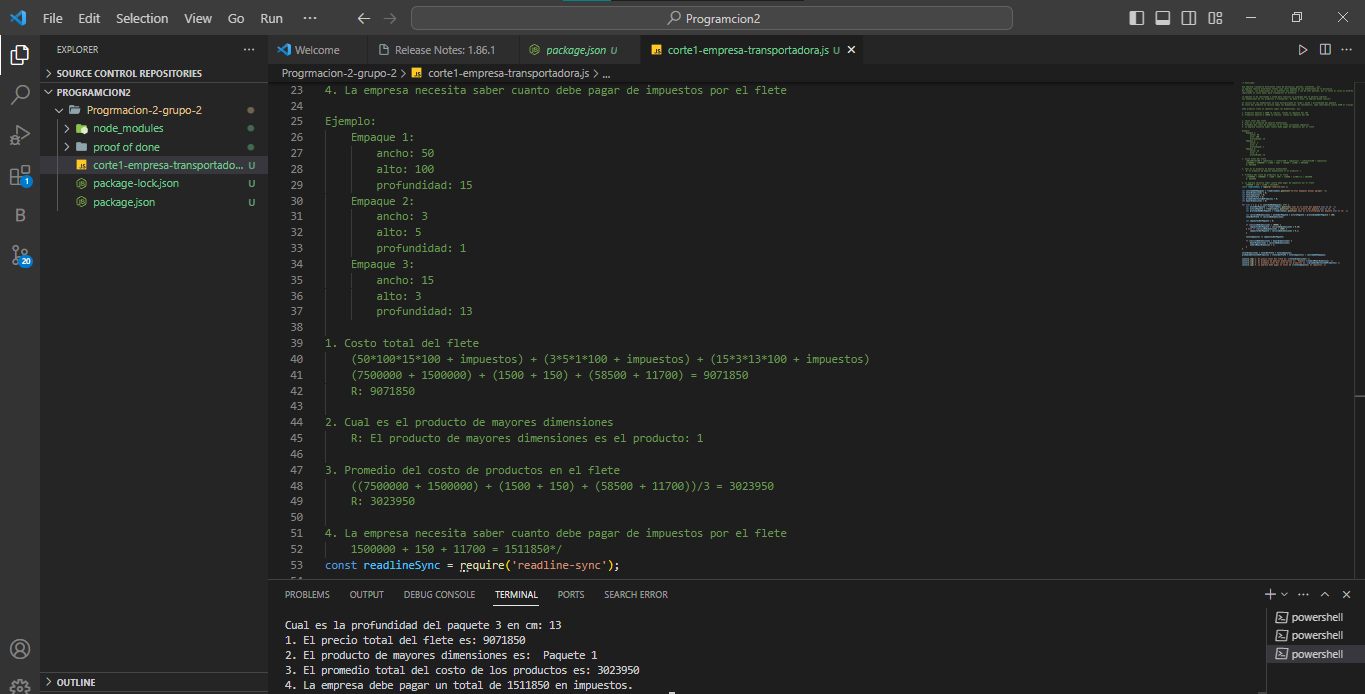 File Edit Selection View Go Run ··· Programcion2
EXPLORER ···
SOURCE CONTROL REPOSITORIES
PROGRAMCION2
Progrmacion-2-grupo-2
node_modules
proof of done
corte1-empresa-transportado... U
package-lock.json U
package.json U
OUTLINE
1
B
20
Welcome Release Notes: 1.86.1 package.json U JS corte1-empresa-transportadora.js U
Progrmacion-2-grupo-2 > JS corte1-empresa-transportadora.js > ...
23 4. La empresa necesita saber cuanto debe pagar de impuestos por el flete
24
25 Ejemplo:
26 Empaque 1:
27 ancho: 50
28 alto: 100
29 profundidad: 15
30 Empaque 2:
31 ancho: 3
32 alto: 5
33 profundidad: 1
34 Empaque 3:
35 ancho: 15
36 alto: 3
37 profundidad: 13
38
39 1. Costo total del flete
40 (50*100*15*100 + impuestos) + (3*5*1*100 + impuestos) + (15*3*13*100 + impuestos)
41 (7500000 + 1500000) + (1500 + 150) + (58500 + 11700) = 9071850
42 R: 9071850
43
44 2. Cual es el producto de mayores dimensiones
45 R: El producto de mayores dimensiones es el producto: 1
46
47 3. Promedio del costo de productos en el flete
48 ((7500000 + 1500000) + (1500 + 150) + (58500 + 11700))/3 = 3023950
49 R: 3023950
50
51 4. La empresa necesita saber cuanto debe pagar de impuestos por el flete
52 1500000 + 150 + 11700 = 1511850*/
53 const readlineSync = require('readline-sync');
PROBLEMS OUTPUT DEBUG CONSOLE TERMINAL PORTS SEARCH ERROR
Cual es la profundidad del paquete 3 en cm: 13
1. El precio total del flete es: 9071850
2. El producto de mayores dimensiones es:  Paquete 1
3. El promedio total del costo de los productos es: 3023950
4. La empresa debe pagar un total de 1511850 en impuestos.
powershell
powershell
powershell